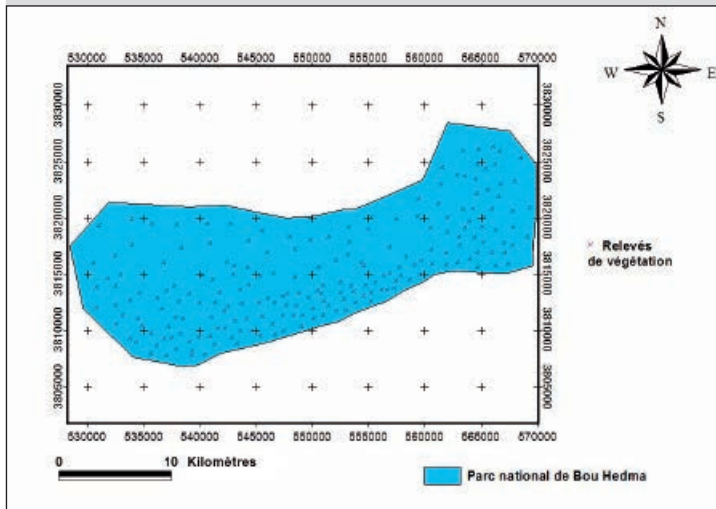 N
W E
S
530000 535000 540000 545000 550000 555000 560000 565000 570000
3830000 3830000
3825000 3825000
3820000 3820000
3815000 3815000
3810000 3810000
3805000 3805000
530000 535000 540000 545000 550000 555000 560000 565000 570000
Relevés
de végétation
0 10 Kilomètres
Parc national de Bou Hedma